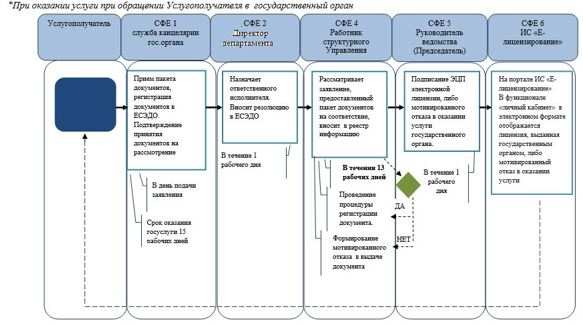 *При оказании услуги при обращении Услугополучателя в государственный орган
Услугополучатель
СФЕ 1
служба канцелярии
гос.органа
СФЕ 2
Директор
департамента
СФЕ 4
Работник
структурного
Управления
СФЕ 5
Руководитель
ведомства
(Председатель)
СФЕ 6
ИС «Е-
лицензирование»
Прием пакета
документов,
регистрация
документов в
ЕСЭДО.
Подтверждение
принятия
документов на
рассмотрение
В день подачи
заявления
Срок оказания
госуслуги 15
рабочих дней
Назначает
ответственного
исполнителя.
Вносит резолюцию
в ЕСЭДО
В течение 1
рабочего дня
Рассматривает
заявление,
предоставленный
пакет документов
на соответствие,
вносит в реестр
информацию
В течении 13
рабочих дней
Проведение
процедуры
регистрации
документа.
Формирование
мотивированного
отказа в выдаче
документа
ДА
НЕТ
Подписание ЭЦП
электронной
лицензии, либо
мотивированного
отказа в оказании
услуги
государственного
органа.
В течение 1
рабочего
дня
На портале ИС «Е-
лицензирование»
В функционале
«личный кабинет» в
электронном формате
отображается
лицензия, выданная
государственным
органом, либо
мотивированный
отказ в оказании
услуги